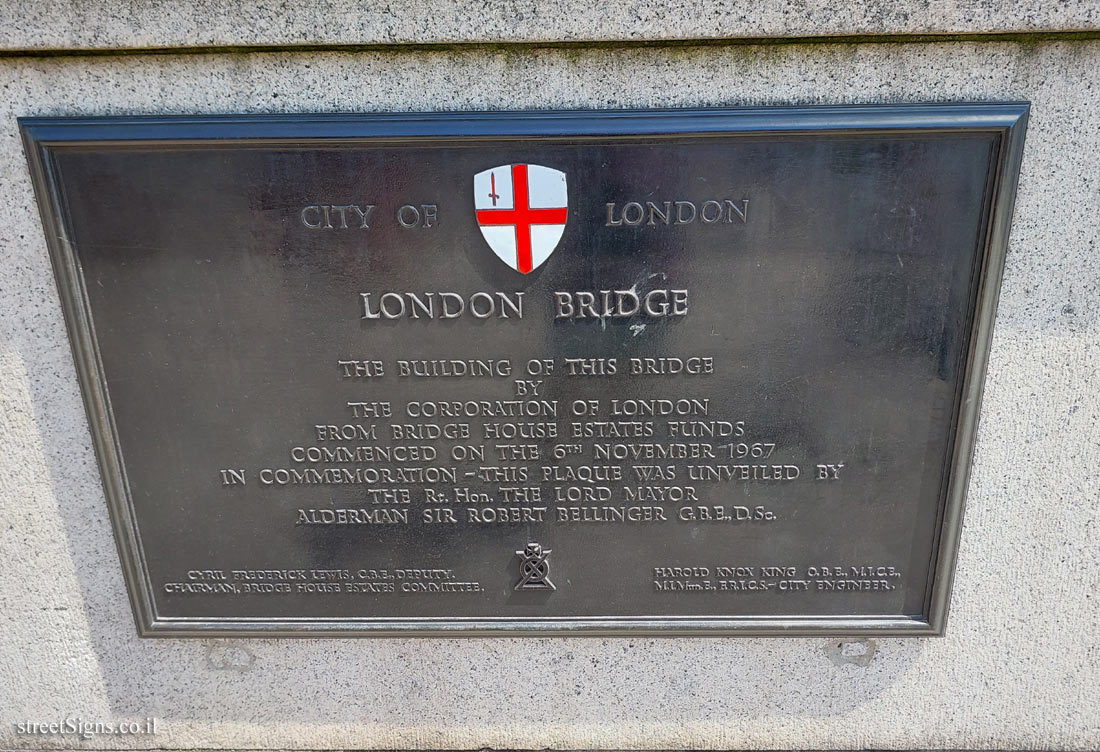 CITY OF LONDON
LONDON BRIDGE
THE BUILDING OF THIS BRIDGE
BY
THE CORPORATION OF LONDON
FROM BRIDGE HOUSE ESTATES FUNDS
COMMENCED ON THE 6TH NOVEMBER 1967
IN COMMEMORATION – THIS PLAQUE WAS UNVEILED BY
THE Rt. Hon. THE LORD MAYOR
ALDERMAN SIR ROBERT BELLINGER G.B.E., D.Sc.
CYRIL FREDERICK LEWIS, C.B.E., DEPUTY.
CHAIRMAN, BRIDGE HOUSE ESTATES COMMITTEE.
HAROLD KNOX KING O.B.E., M.I.C.E.,
M.I.Mun.E., F.R.I.C.S. – CITY ENGINEER.
streetSigns.co.il